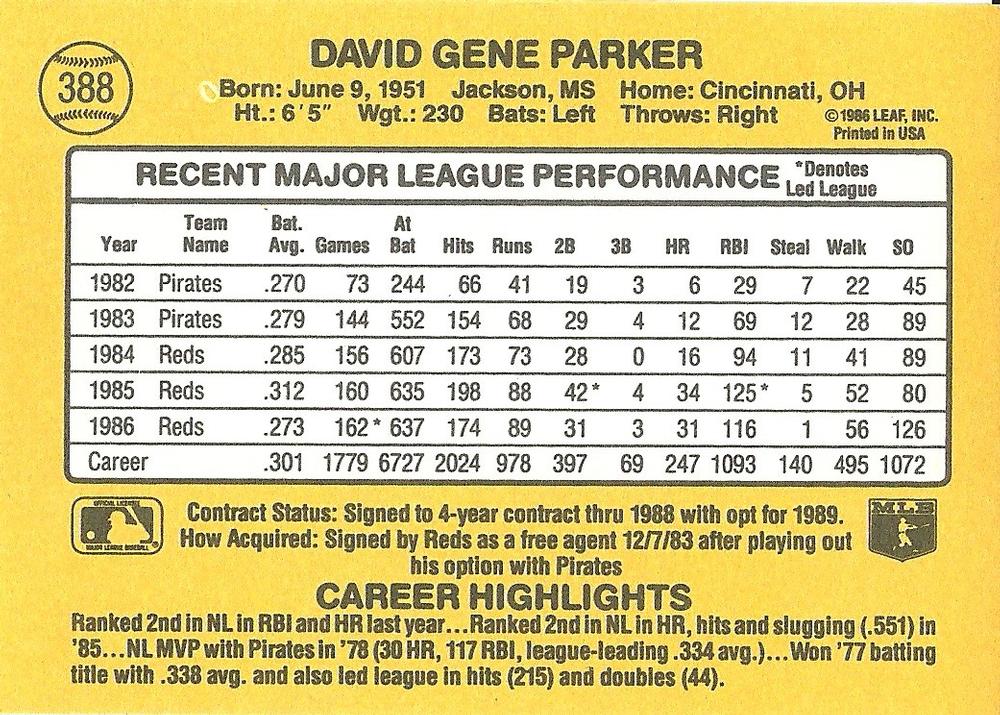 388
DAVID GENE PARKER
Born: June 9, 1951 Jackson, MS Home: Cincinnati, OH
Ht.: 6'5" Wgt.: 230 Bats: Left Throws: Right
©1986 LEAF, INC.
Printed in USA
RECENT MAJOR LEAGUE PERFORMANCE *Denotes Led League
Year Team Name Bat. Avg. Games At Bat Hits Runs 2B 3B HR RBI Steal Walk SO
1982 Pirates .270 73 244 66 41 19 3 6 29 7 22 45
1983 Pirates .279 144 552 154 68 29 4 12 69 12 28 89
1984 Reds .285 156 607 173 73 28 0 16 94 11 41 89
1985 Reds .312 160 635 198 88 42* 4 34 125* 5 52 80
1986 Reds .273 162* 637 174 89 31 3 31 116 1 56 126
Career .301 1779 6727 2024 978 397 69 247 1093 140 495 1072
OFFICIAL LICENSEE
MAJOR LEAGUE BASEBALL
MLB
Contract Status: Signed to 4-year contract thru 1988 with opt for 1989.
How Acquired: Signed by Reds as a free agent 12/7/83 after playing out
his option with Pirates
CAREER HIGHLIGHTS
Ranked 2nd in NL in RBI and HR last year...Ranked 2nd in NL in HR, hits and slugging (.551) in
'85...NL MVP with Pirates in '78 (30 HR, 117 RBI, league-leading .334 avg.)...Won '77 batting
title with .338 avg. and also led league in hits (215) and doubles (44).